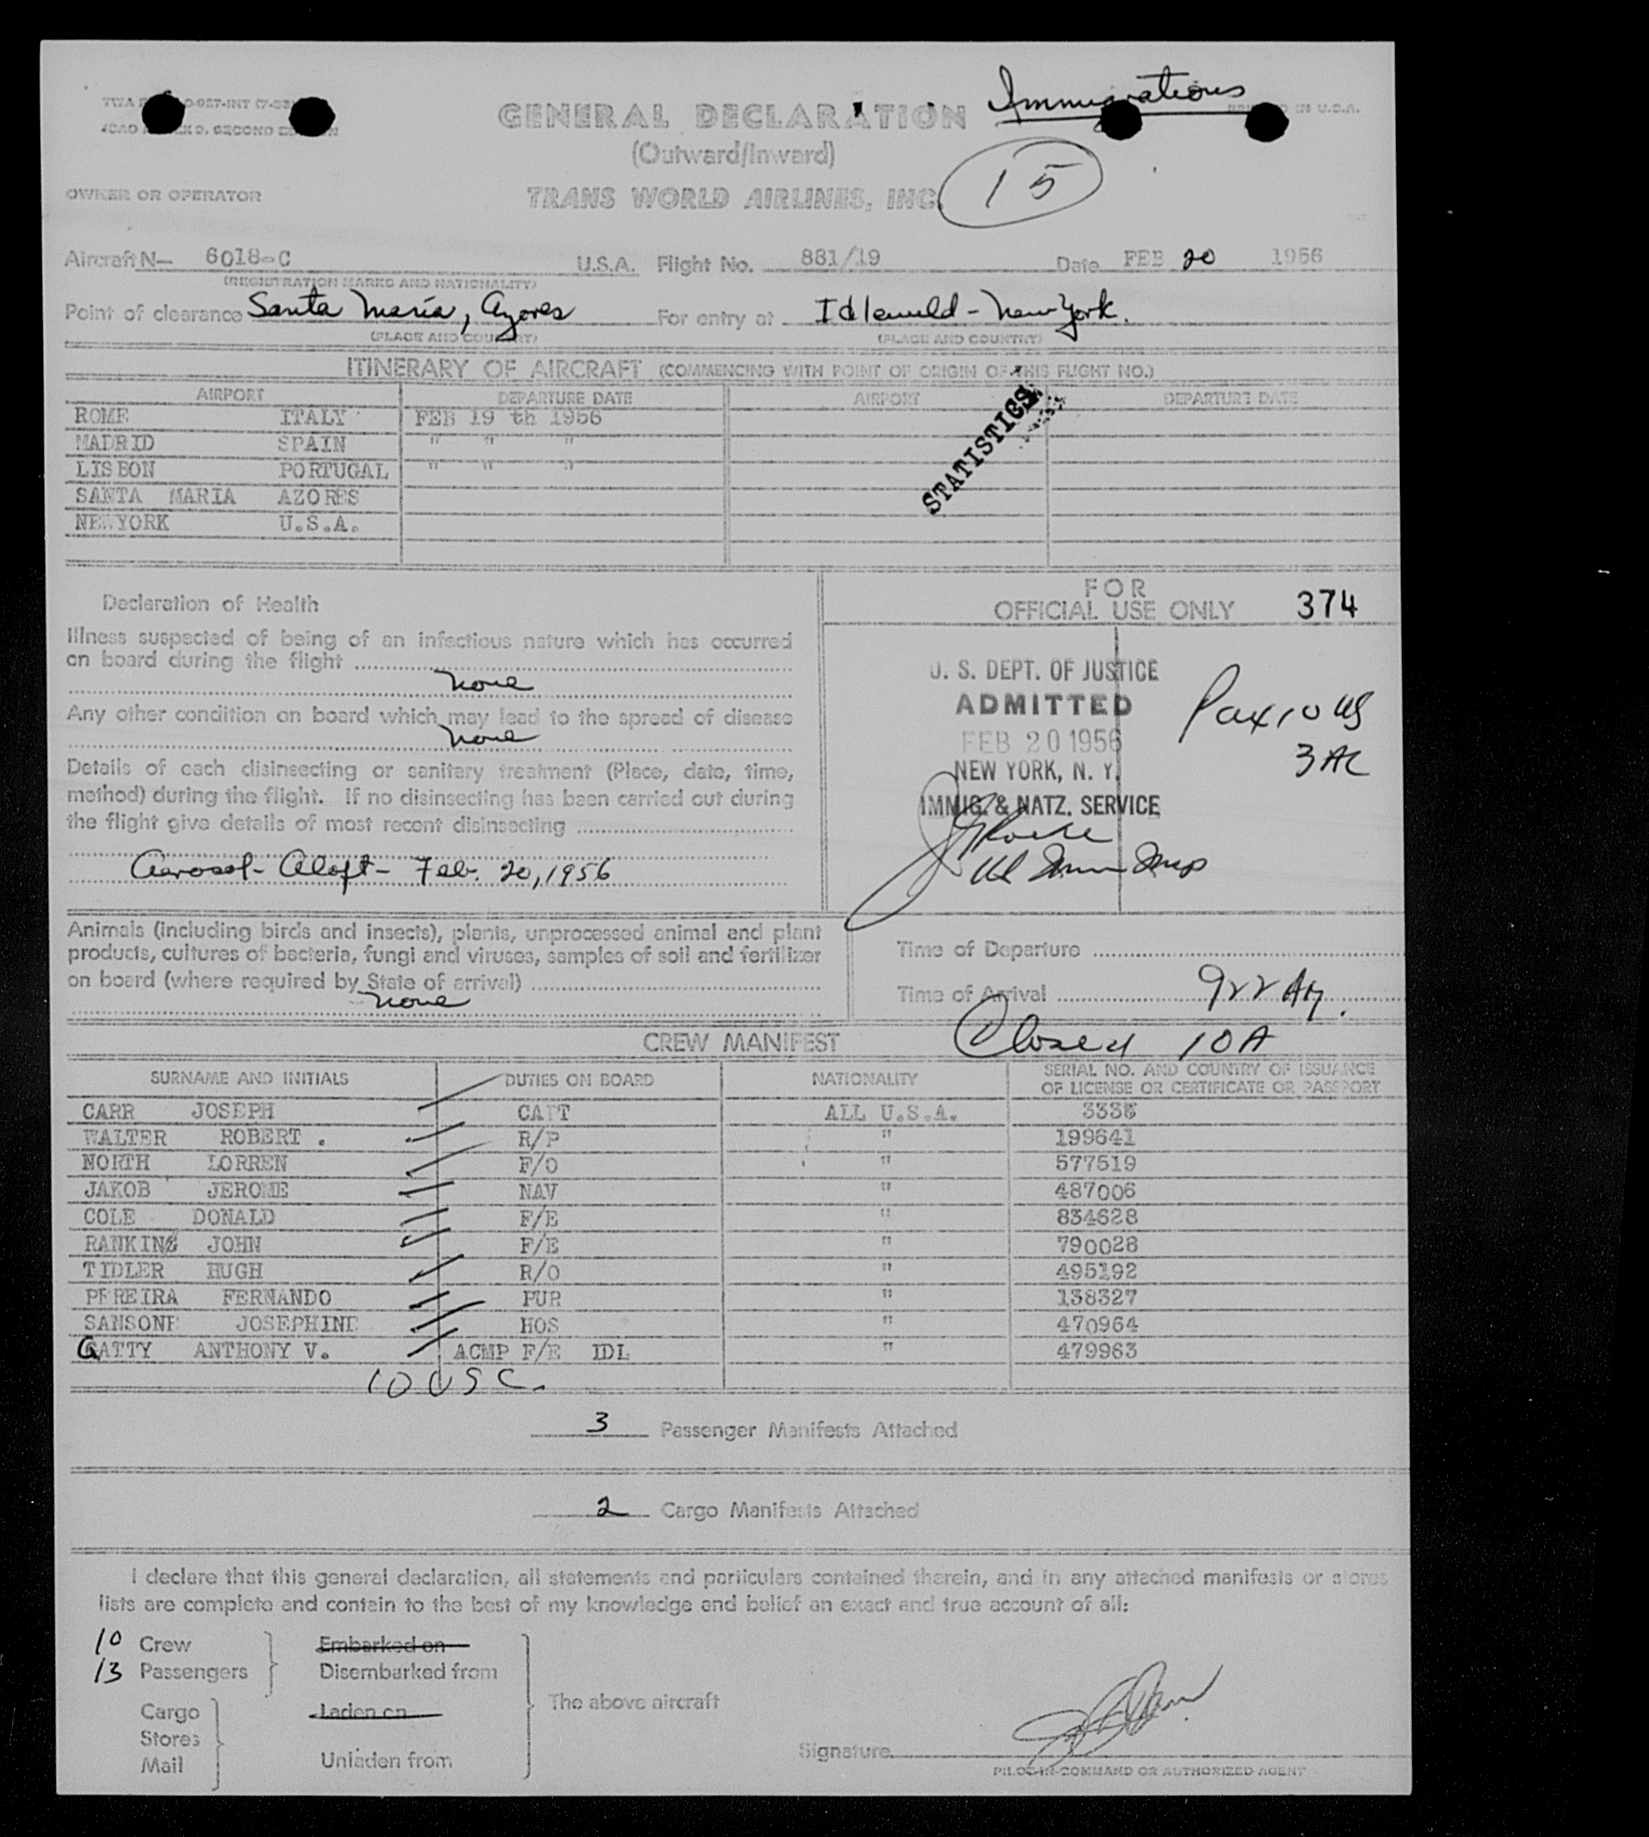 GENERAL DECLARATION
Immigrations
IN U.S.A.
(Outward/Inward)
15
OWNER OR OPERATOR
TRANS WORLD AIRLINES, INC.
Aircraft N— 6018-C U.S.A. Flight No. 881/19 Date FEB 20 1956
(REGISTRATION MARKS AND NATIONALITY)
Point of clearance Santa Maria, Azores For entry at Idlewild - New York.
(PLACE AND COUNTRY) (PLACE AND COUNTRY)
ITINERARY OF AIRCRAFT (COMMENCING WITH POINT OF ORIGIN OF THIS FLIGHT NO.)
AIRPORT DEPARTURE DATE AIRPORT DEPARTURE DATE
ROME ITALY FEB 19 th 1956
MADRID SPAIN " " "
LISBON PORTUGAL " " "
SANTA MARIA AZORES
NEWYORK U.S.A.
STATISTICS
FOR
OFFICIAL USE ONLY 374
Declaration of Health
Illness suspected of being of an infectious nature which has occurred
on board during the flight
none
Any other condition on board which may lead to the spread of disease
none
Details of each disinsecting or sanitary treatment (Place, date, time,
method) during the flight. If no disinsecting has been carried out during
the flight give details of most recent disinsecting
Aerosol - Aloft - Feb. 20, 1956
U. S. DEPT. OF JUSTICE
ADMITTED
FEB 20 1956
NEW YORK, N. Y.
IMMIG. & NATZ. SERVICE
Pax 10 US
3 AL
Animals (including birds and insects), plants, unprocessed animal and plant
products, cultures of bacteria, fungi and viruses, samples of soil and fertilizer
on board (where required by State of arrival)
none
Time of Departure
Time of Arrival 922 AM.
Closed 10A
CREW MANIFEST
SURNAME AND INITIALS DUTIES ON BOARD NATIONALITY SERIAL NO. AND COUNTRY OF ISSUANCE
OF LICENSE OR CERTIFICATE OR PASSPORT
CARR JOSEPH CAPT ALL U.S.A. 3335
WALTER ROBERT . R/P " 199641
NORTH LORREN F/O " 577519
JAKOB JEROME NAV " 487006
COLE DONALD F/E " 834628
RANKIN JOHN F/E " 790028
TIDLER HUGH R/O " 495192
PEREIRA FERNANDO PUR " 138327
SANSONE JOSEPHINE HOS " 470964
GATTY ANTHONY V. ACMP F/E IDL " 479963
10 USC.
3 Passenger Manifests Attached
2 Cargo Manifests Attached
I declare that this general declaration, all statements and particulars contained therein, and in any attached manifests or stores
lists are complete and contain to the best of my knowledge and belief an exact and true account of all:
10 Crew Embarked on
13 Passengers Disembarked from
The above aircraft
Cargo Laden on
Stores
Mail Unladen from
Signature
PILOT-IN-COMMAND OR AUTHORIZED AGENT